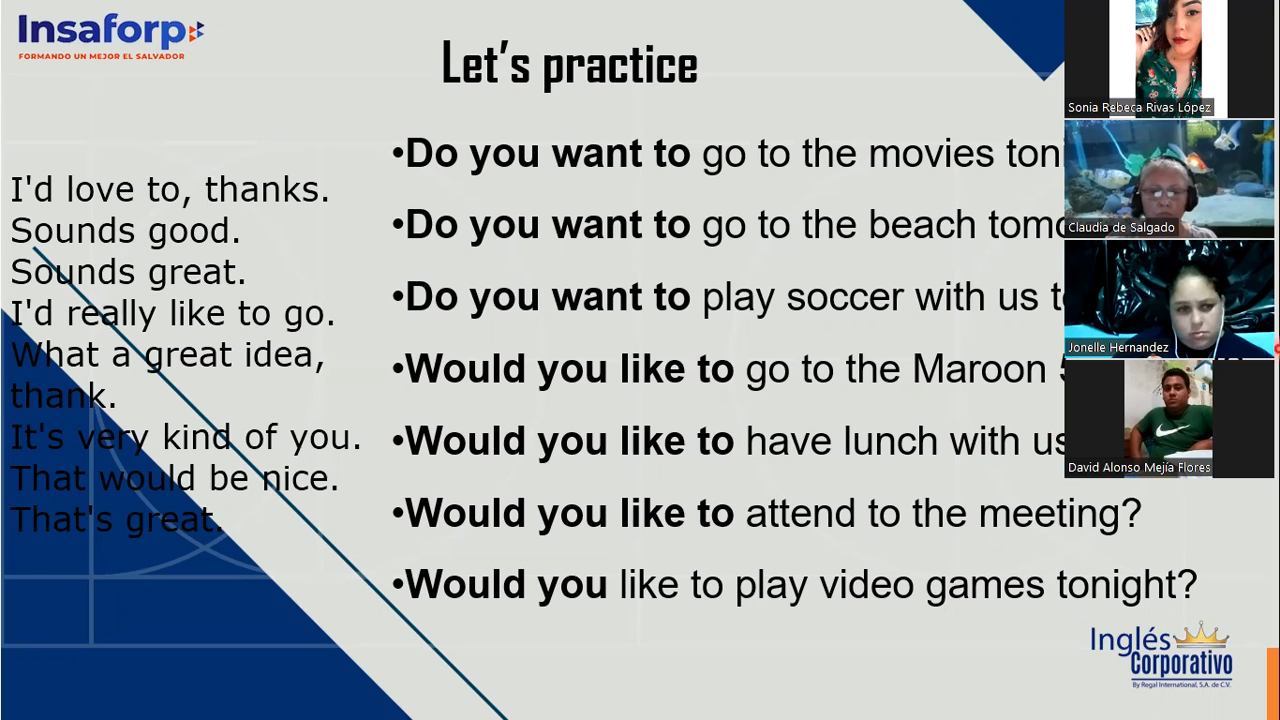 Insaforp
FORMANDO UN MEJOR EL SALVADOR
Let's practice
I'd love to, thanks.
Sounds good.
Sounds great.
I'd really like to go.
What a great idea,
thank.
It's very kind of you.
That would be nice.
That's great.
•Do you want to go to the movies
•Do you want to go to the beach
•Do you want to play soccer with us
•Would you like to go to the Maroon
•Would you like to have lunch with us
•Would you like to attend to the meeting?
•Would you like to play video games tonight?
Sonia Rebeca Rivas López
Claudia de Salgado
Jonelle Hernandez
David Alonso Mejía Flores
Inglés
Corporativo
By Regal International, S.A. de C.V.